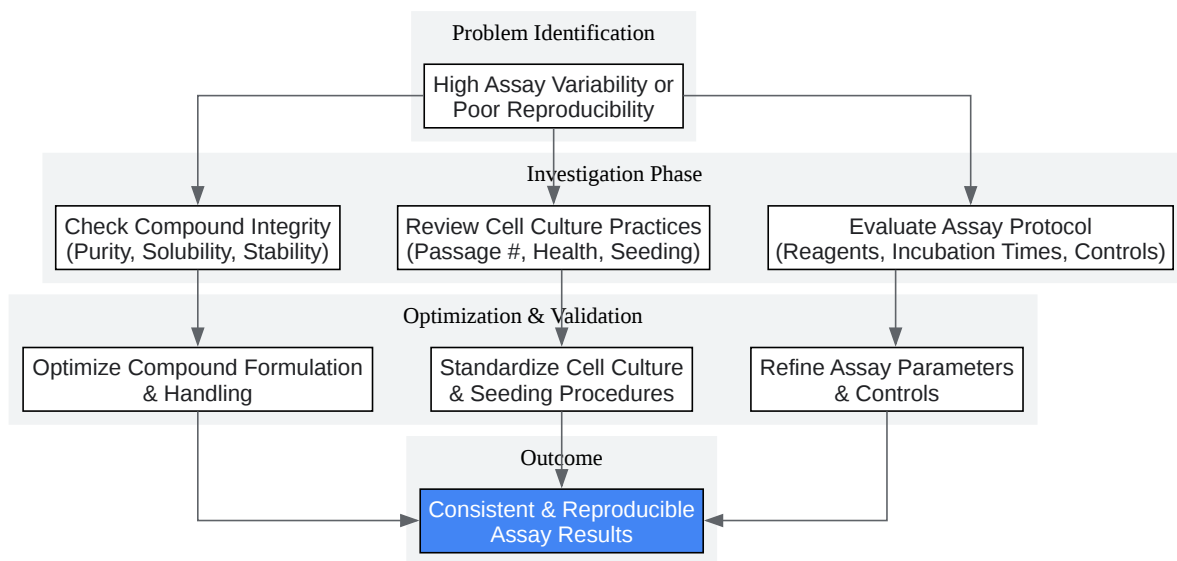 Problem Identification
High Assay Variability or
Poor Reproducibility
Investigation Phase
Check Compound Integrity
(Purity, Solubility, Stability)
Review Cell Culture Practices
(Passage #, Health, Seeding)
Evaluate Assay Protocol
(Reagents, Incubation Times, Controls)
Optimization & Validation
Optimize Compound Formulation
& Handling
Standardize Cell Culture
& Seeding Procedures
Refine Assay Parameters
& Controls
Outcome
Consistent & Reproducible
Assay Results